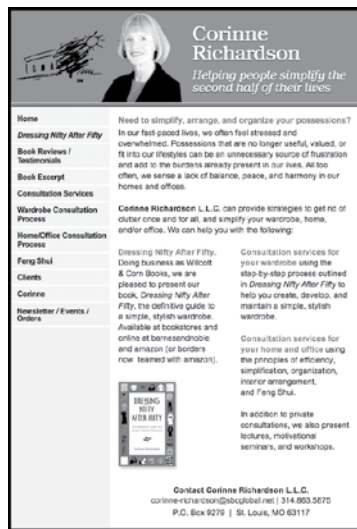 Corinne
Richardson
Helping people simplify the
second half of their lives
Home
Dressing Nifty After Fifty
Book Reviews /
Testimonials
Book Excerpt
Consultation Services
Wardrobe Consultation
Process
Home/Office Consultation
Process
Feng Shui
Clients
Corinne
Newsletter / Events /
Orders
Need to simplify, arrange, and organize your possessions?
In our fast-paced lives, we often feel stressed and
overwhelmed. Possessions that are no longer useful, valued, or
fit into our lifestyles can be an unnecessary source of frustration
and add to the burdens already present in our lives. All too
often, we sense a lack of balance, peace, and harmony in our
homes and offices.
Corinne Richardson L.L.C. can provide strategies to get rid of
clutter once and for all, and simplify your wardrobe, home,
and/or office. We can help you with the following:
Dressing Nifty After Fifty.
Doing business as Willcott
& Corn Books, we are
pleased to present our
book, Dressing Nifty After
Fifty, the definitive guide to
a simple, stylish wardrobe.
Available at bookstores and
online at barnesandnoble
and amazon (or borders
now teamed with amazon).
DRESSING
NIFTY
AFTER FIFTY
Consultation services for
your wardrobe using the
step-by-step process outlined
in Dressing Nifty After Fifty to
help you create, develop, and
maintain a simple, stylish
wardrobe.
Consultation services for
your home and office using
the principles of efficiency,
simplification, organization,
interior arrangement,
and Feng Shui.
In addition to private
consultations, we also present
lectures, motivational
seminars, and workshops.
Contact Corinne Richardson L.L.C.
corinne-richardson@sbcglobal.net | 314.863.5875
P.O. Box 9279 | St. Louis, MO 63117